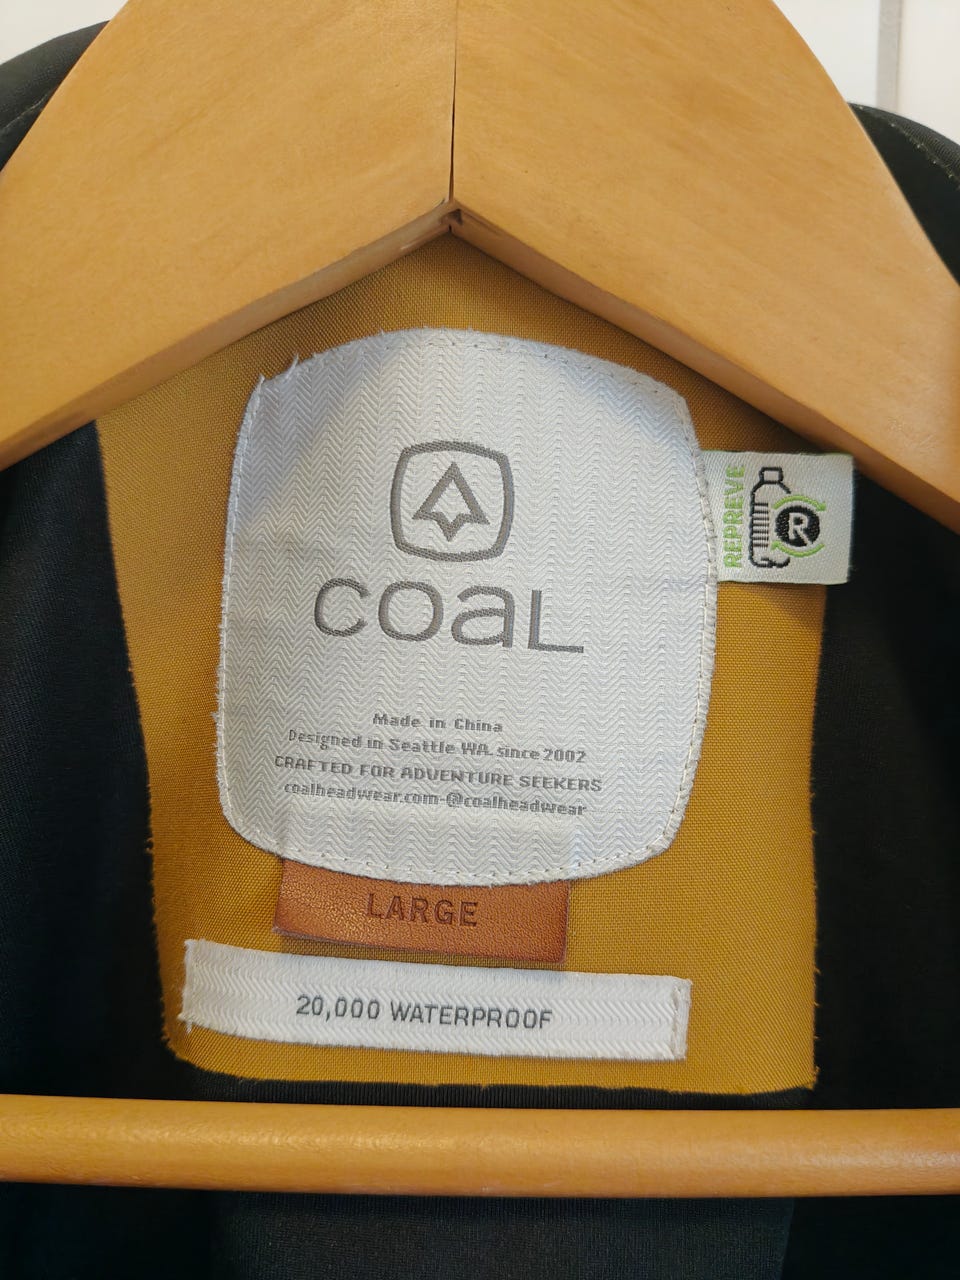 COAL
REPREVE
R
Made in China
Designed in Seattle WA. since 2002
CRAFTED FOR ADVENTURE SEEKERS
coalheadwear.com-@coalheadwear
LARGE
20,000 WATERPROOF